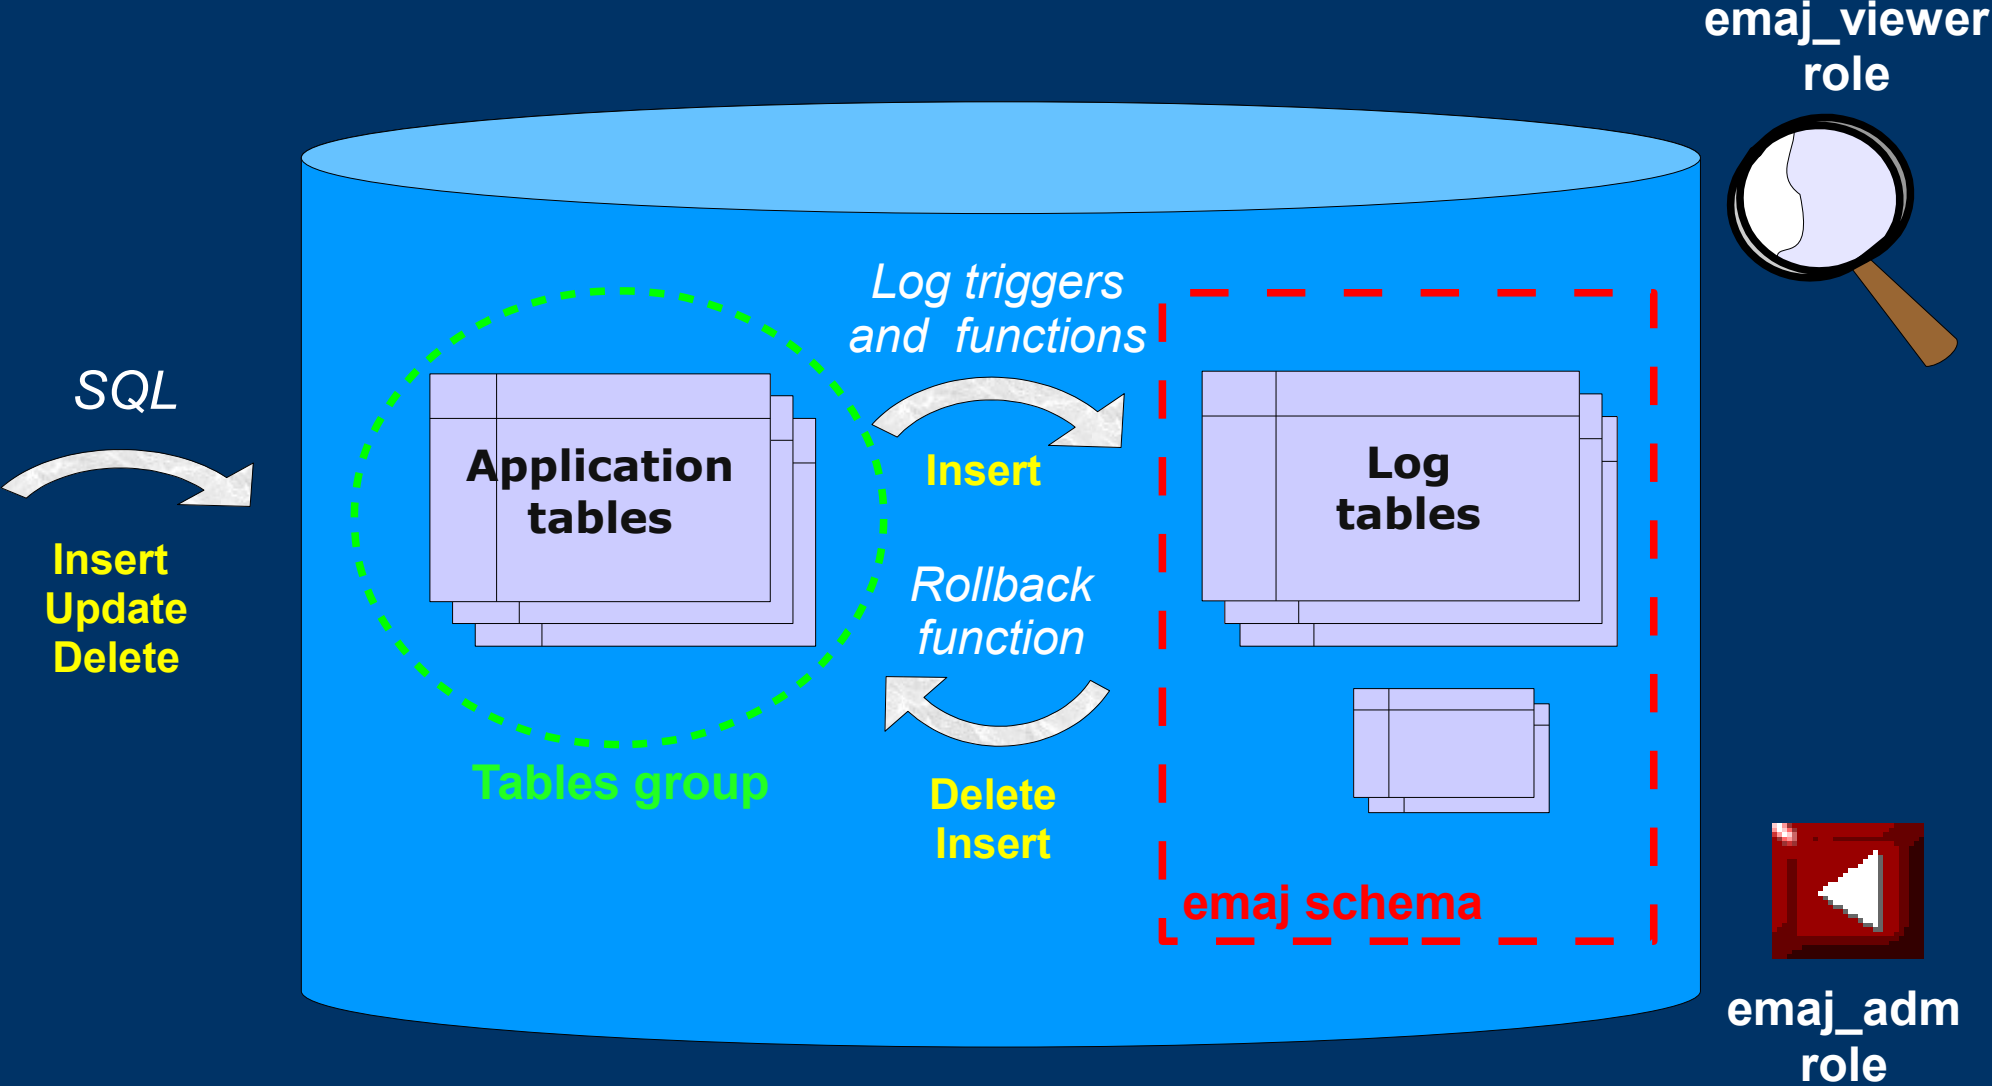 emaj_viewer
role
Log triggers
and functions
SQL
Application
tables
Insert
Log
tables
Insert
Update
Delete
Rollback
function
Tables group
Delete
Insert
emaj schema
emaj_adm
role